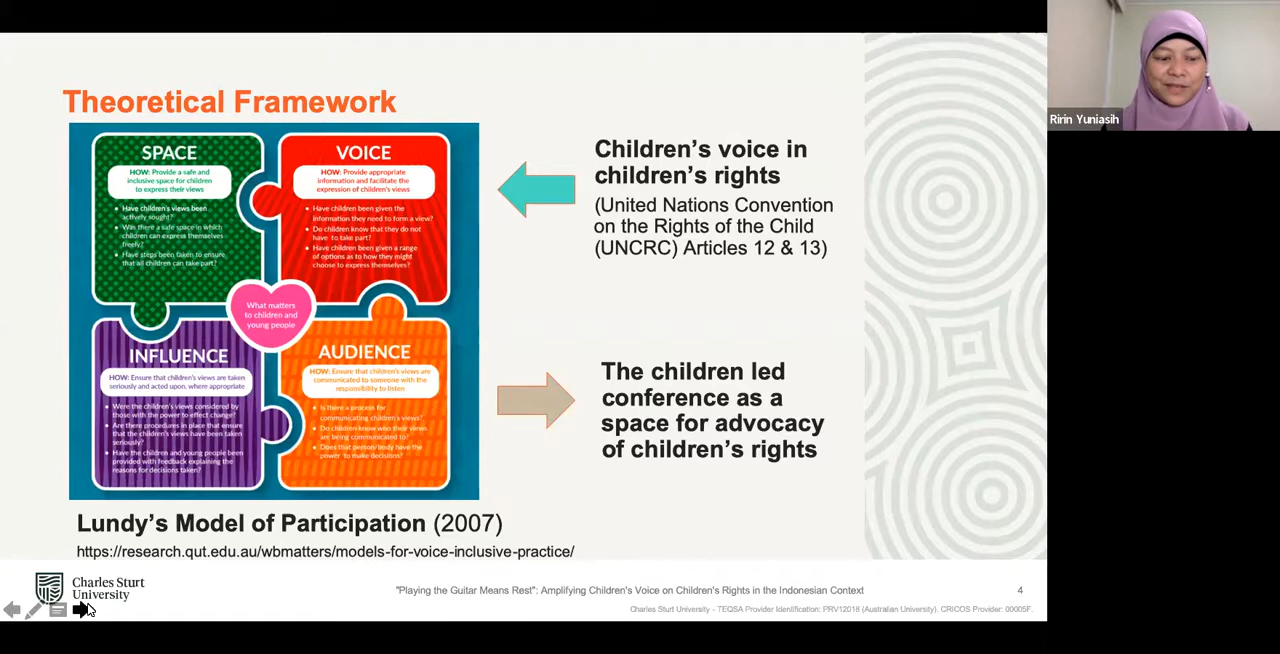 Theoretical Framework
SPACE
HOW: Provide a safe and
inclusive space for children
to express their views
• Have children's views been
actively sought?
• Was there a safe space in which
children can express themselves
freely?
• Have steps been taken to ensure
that all children can take part?
VOICE
HOW: Provide appropriate
information and facilitate the
expression of children's views
• Have children been given the
information they need to form a view?
• Do children know that they do not
have to take part?
• Have children been given a range
of options as to how they might
choose to express themselves?
What matters
to children and
young people
INFLUENCE
HOW: Ensure that children's views are taken
seriously and acted upon, where appropriate
• Were the children's views considered by
those with the power to effect change?
• Are there procedures in place that ensure
that the children's views have been taken
seriously?
• Have the children and young people been
provided with feedback explaining the
reasons for decisions taken?
AUDIENCE
HOW: Ensure that children's views are
communicated to someone with the
responsibility to listen
• Is there a process for
communicating children's views?
• Do children know who their views
are being communicated to?
• Does that person/body have the
power to make decisions?
Children's voice in
children's rights
(United Nations Convention
on the Rights of the Child
(UNCRC) Articles 12 & 13)
The children led
conference as a
space for advocacy
of children's rights
Lundy's Model of Participation (2007)
https://research.qut.edu.au/wbmatters/models-for-voice-inclusive-practice/
Charles Sturt
University
"Playing the Guitar Means Rest": Amplifying Children's Voice on Children's Rights in the Indonesian Context
4
Charles Sturt University - TEQSA Provider Identification: PRV12018 (Australian University). CRICOS Provider: 00005F.
Ririn Yuniasih